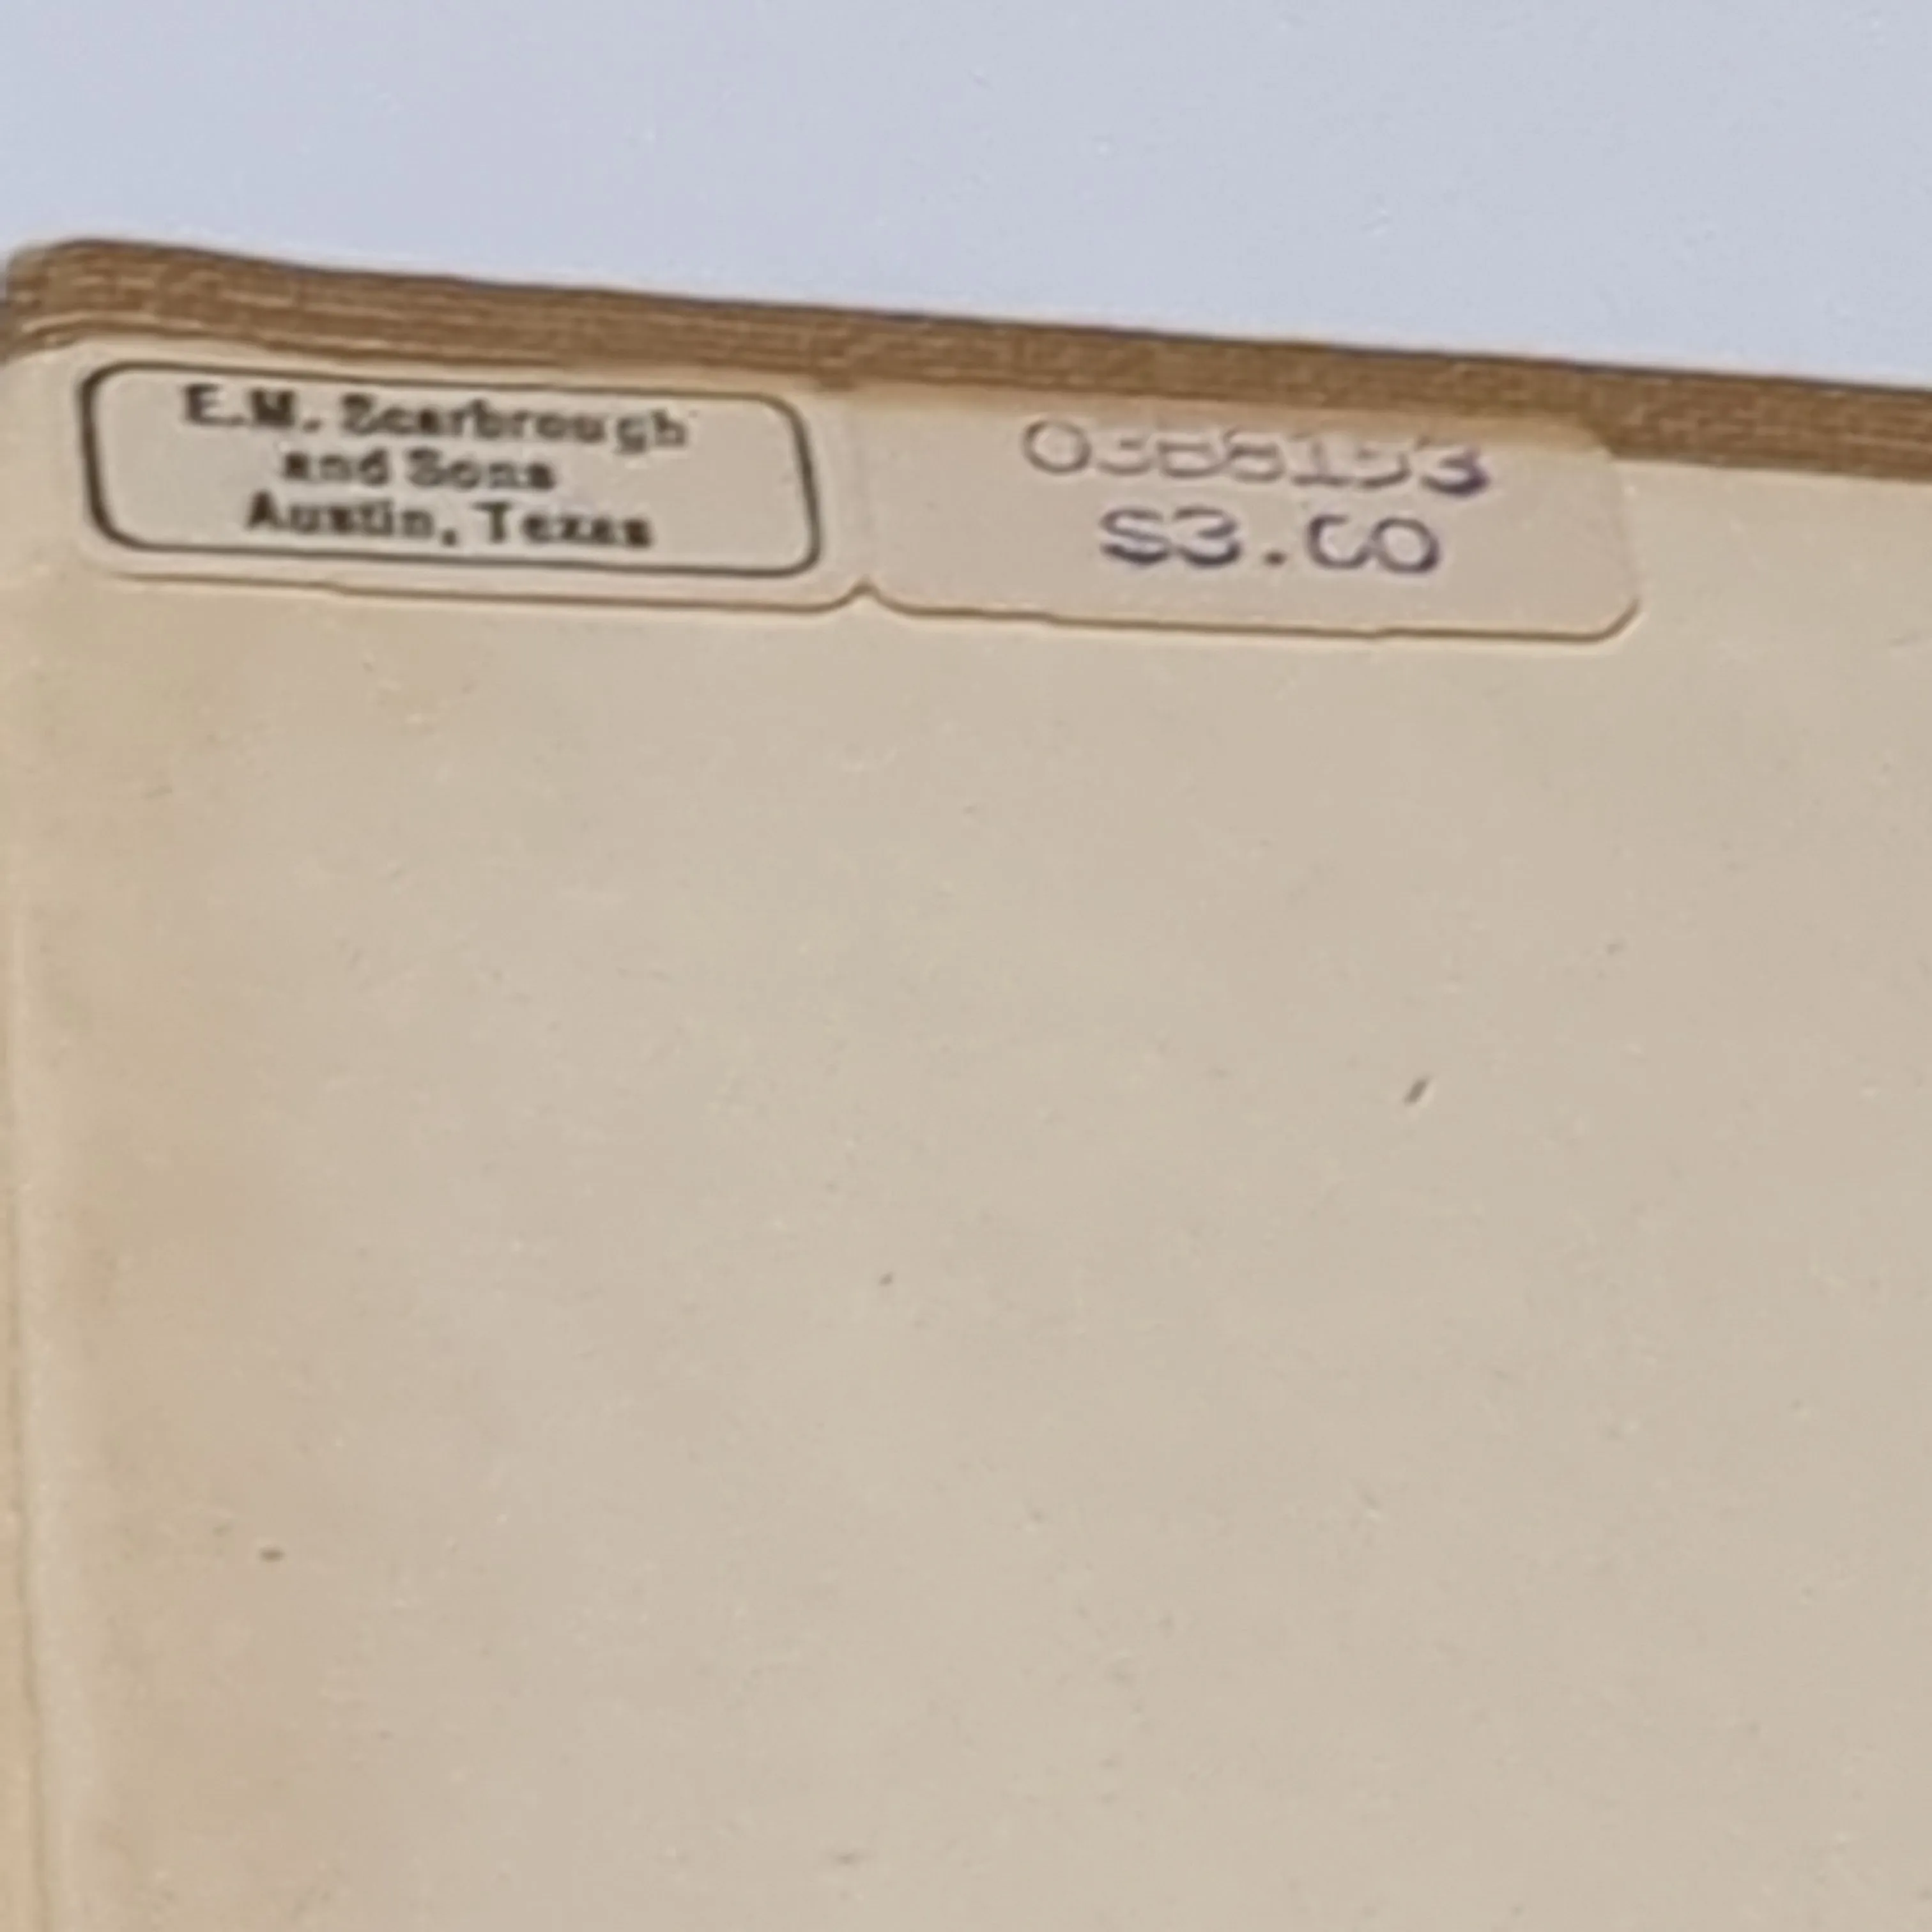 E.M. Scarbrough
and Sons
Austin, Texas
$3.00